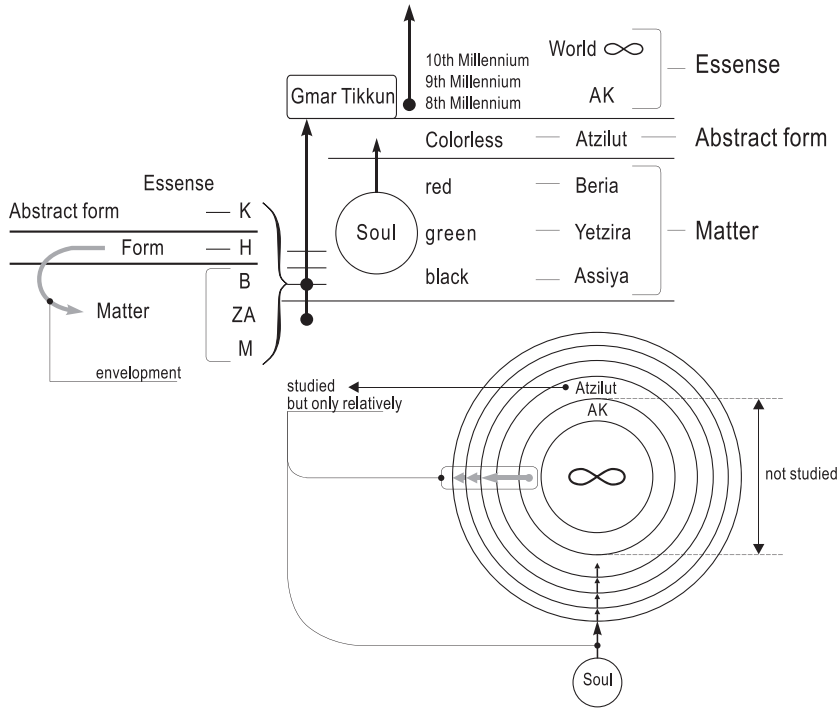 10th Millennium
9th Millennium
8th Millennium
World ∞
AK
Essense
Gmar Tikkun
Colorless
Atzilut
Abstract form
red
Beria
green
Yetzira
black
Assiya
Matter
Soul
Essense
Abstract form
K
Form
H
B
Matter
ZA
M
envelopment
studied
but only relatively
Atzilut
AK
∞
not studied
Soul